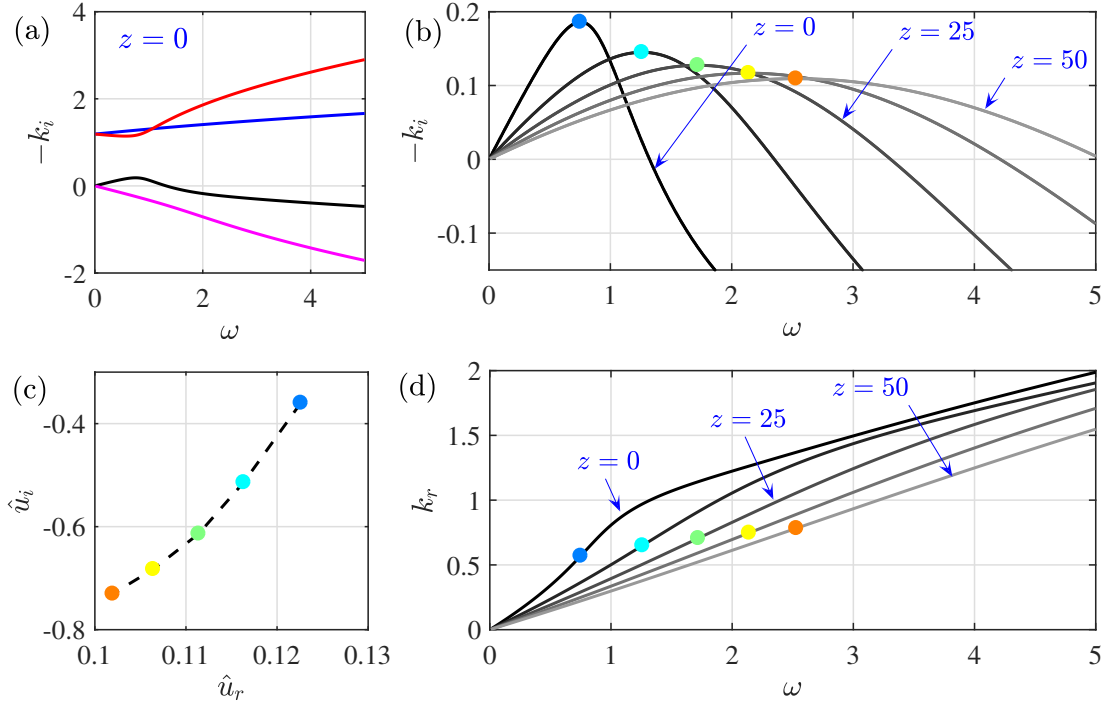 (a)
z = 0
4
2
0
-2
−k_i
0
2
4
ω
(b)
z = 0
z = 25
z = 50
0.2
0.1
0
-0.1
−k_i
0
1
2
3
4
5
ω
(c)
-0.4
-0.6
-0.8
û_i
0.1
0.11
0.12
0.13
û_r
(d)
z = 0
z = 25
z = 50
2
1.5
1
0.5
0
k_r
0
1
2
3
4
5
ω